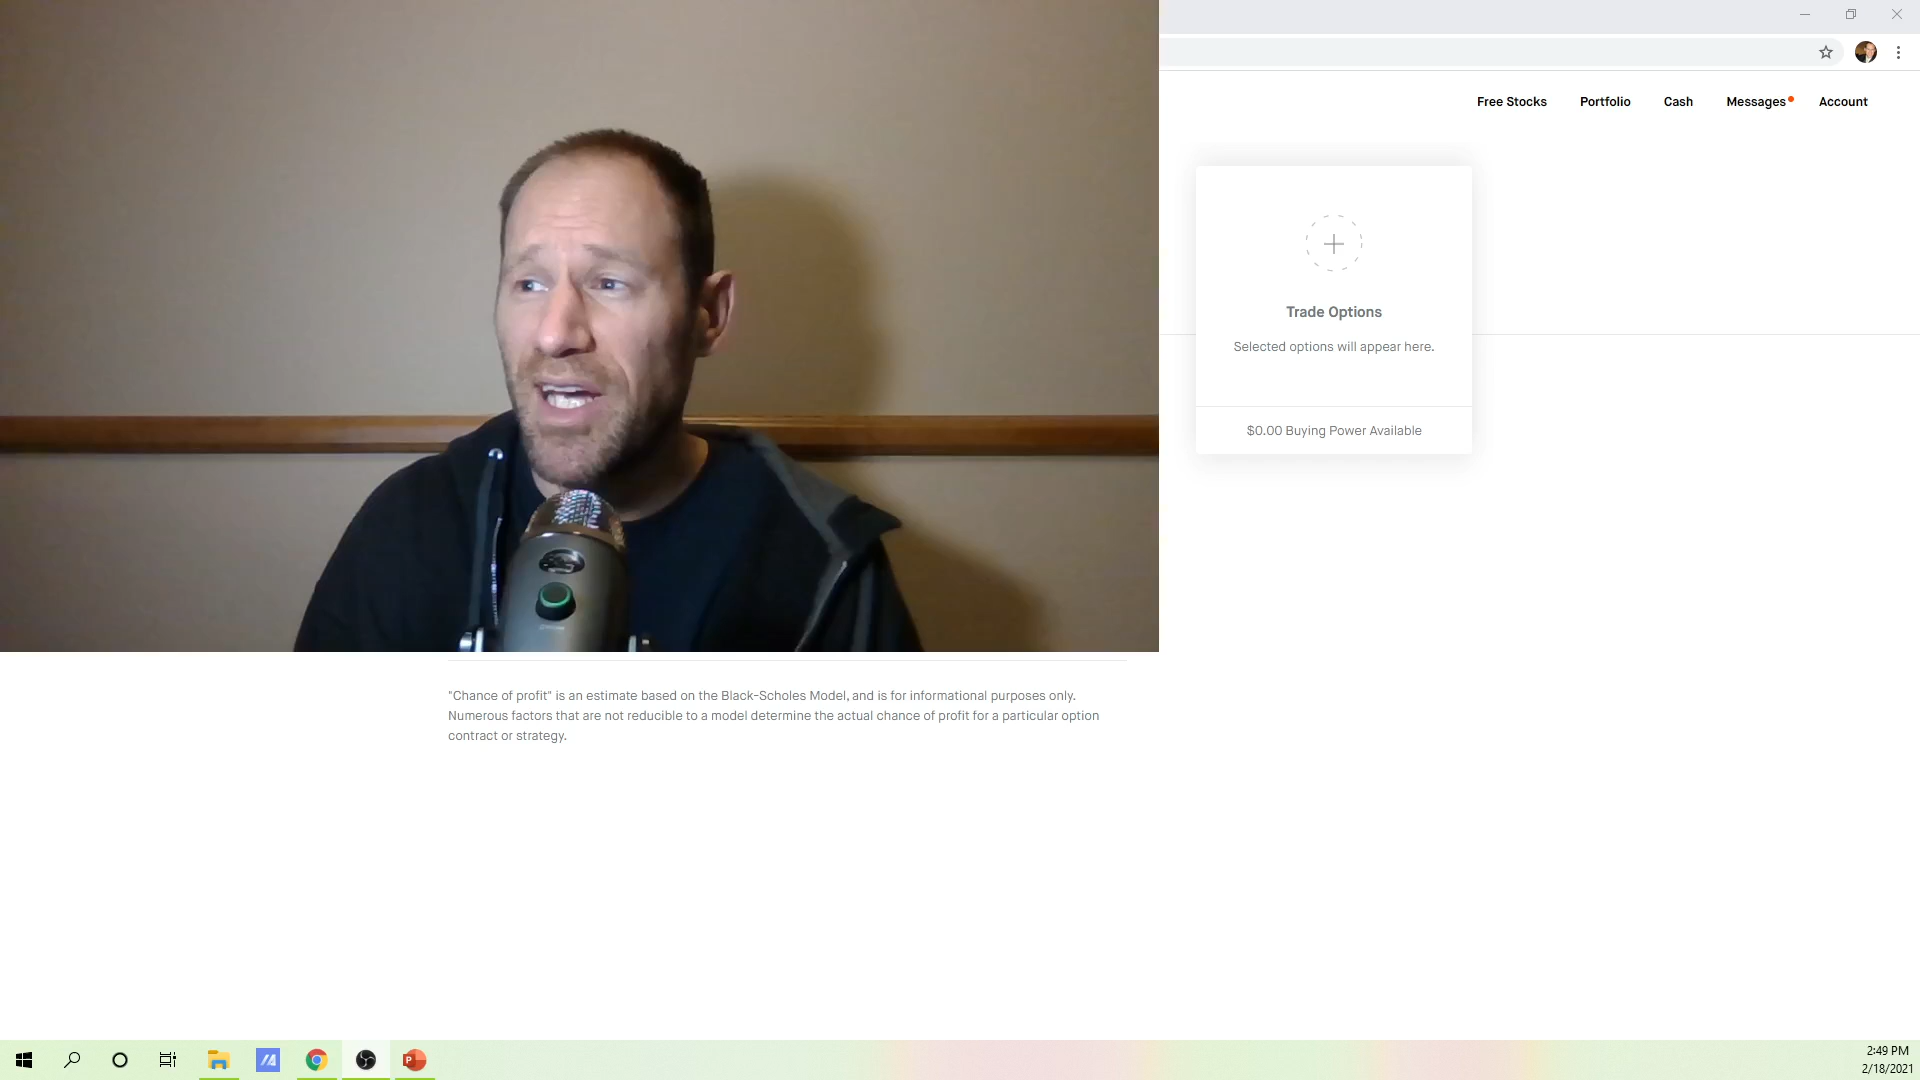 Free Stocks Portfolio Cash Messages Account
Trade Options
Selected options will appear here.
$0.00 Buying Power Available
"Chance of profit" is an estimate based on the Black-Scholes Model, and is for informational purposes only.
Numerous factors that are not reducible to a model determine the actual chance of profit for a particular option
contract or strategy.
2:49 PM
2/18/2021